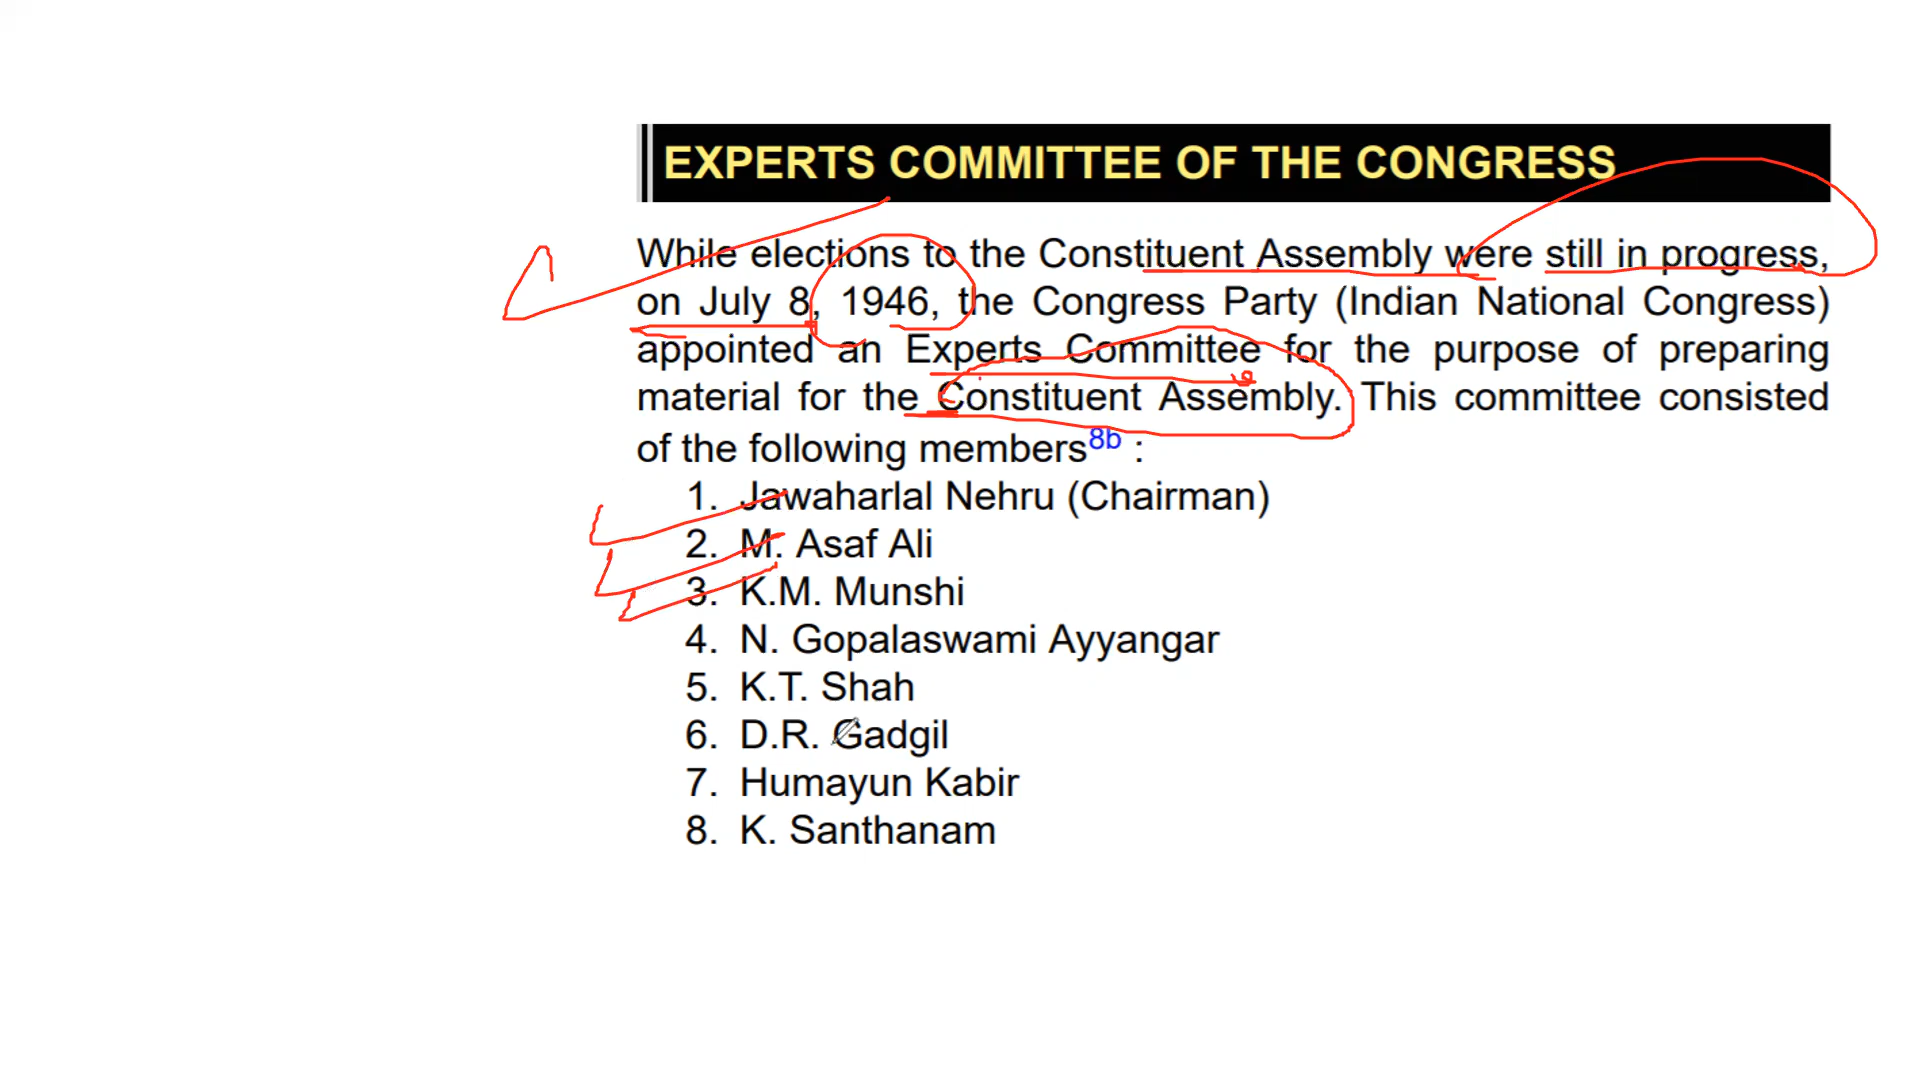 EXPERTS COMMITTEE OF THE CONGRESS
While elections to the Constituent Assembly were still in progress,
on July 8, 1946, the Congress Party (Indian National Congress)
appointed an Experts Committee for the purpose of preparing
material for the Constituent Assembly. This committee consisted
of the following members8b :
1. Jawaharlal Nehru (Chairman)
2. M. Asaf Ali
3. K.M. Munshi
4. N. Gopalaswami Ayyangar
5. K.T. Shah
6. D.R. Gadgil
7. Humayun Kabir
8. K. Santhanam